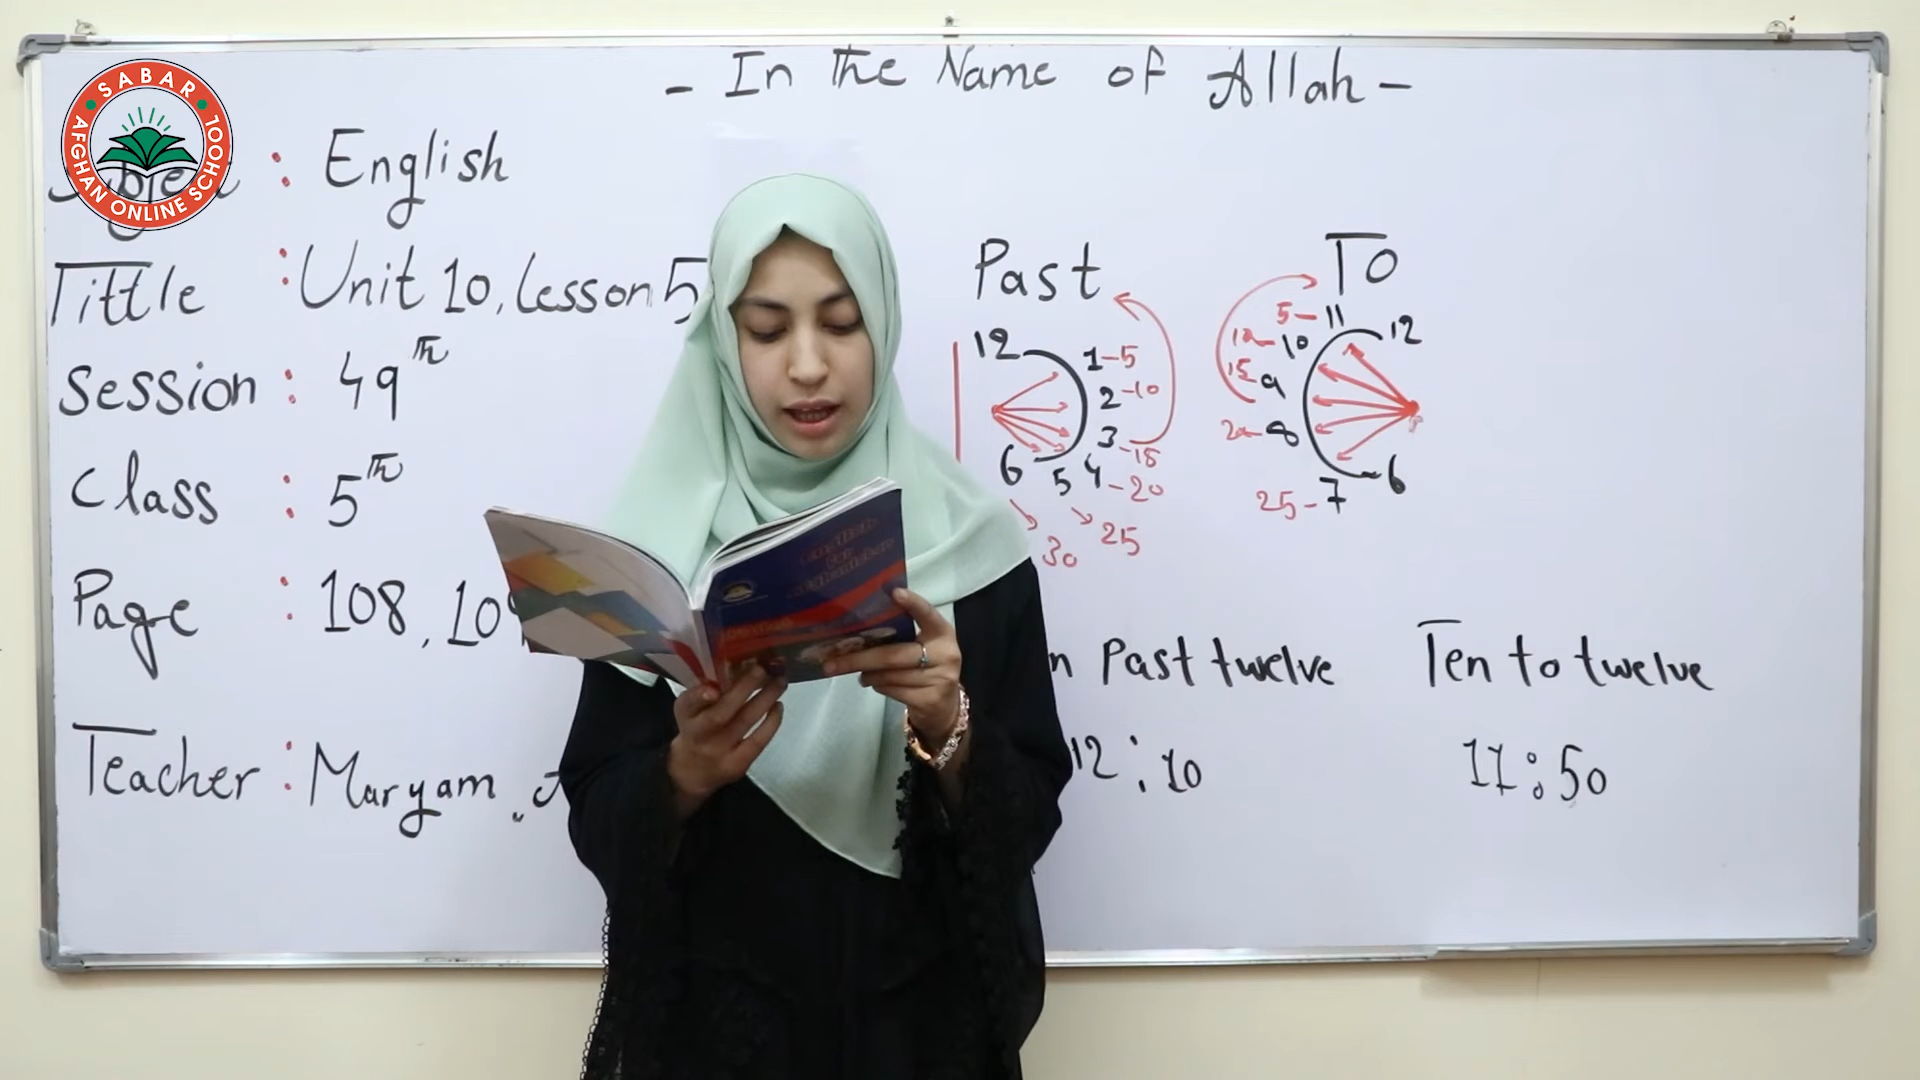 - In the Name of Allah -
SABAR
AFGHAN ONLINE SCHOOL
: English
Tittle : Unit 10, Lesson 5
Session : 49th
Class : 5th
Page : 108, 10
Teacher : Maryam.
Past
12
1-5
2-10
3-15
4-20
5 → 25
6 → 30
To
12
5-11
10-10
15-9
20-8
25-7
6
Past twelve
12:10
Ten to twelve
11:50